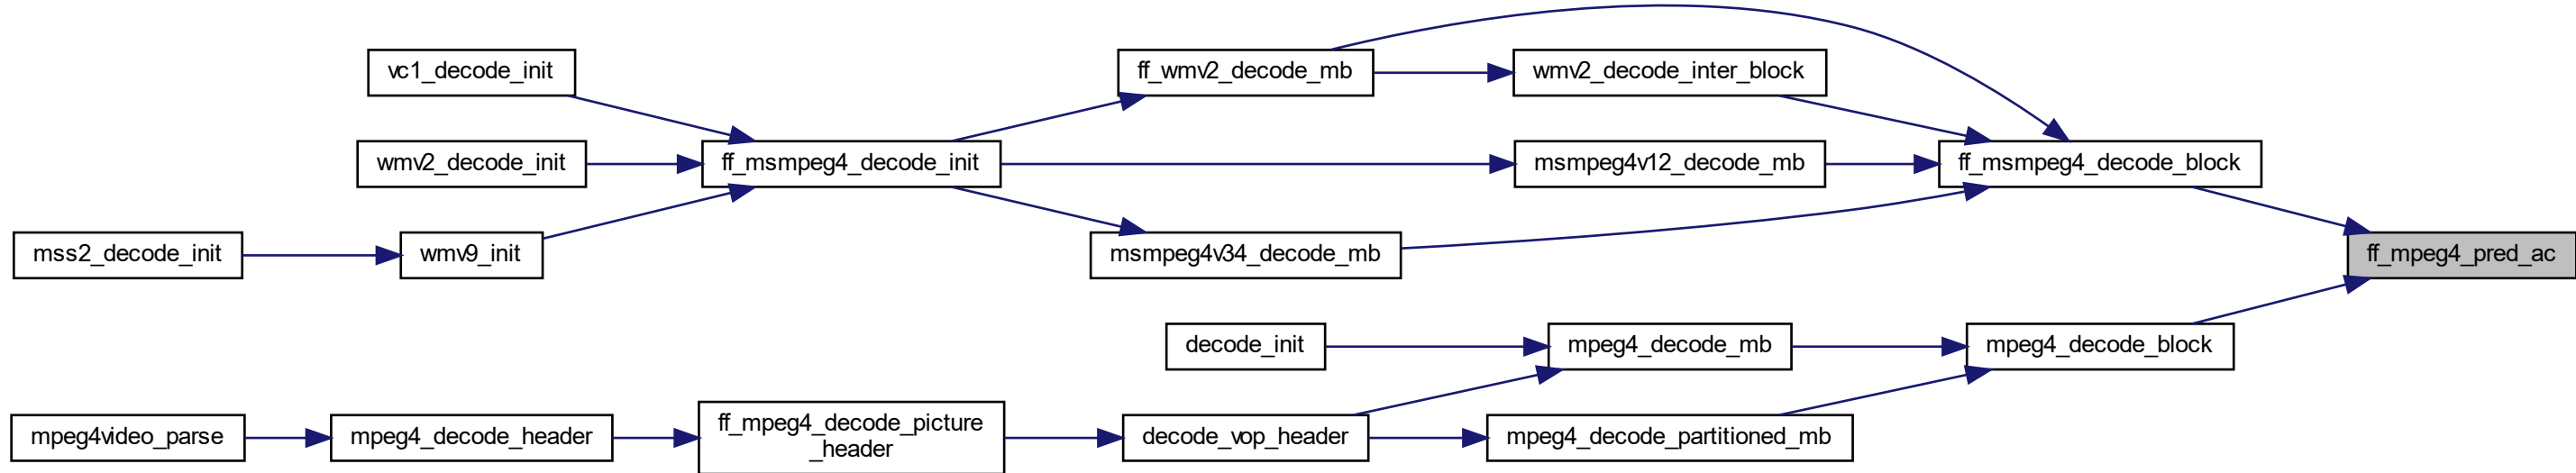 vc1_decode_init
ff_wmv2_decode_mb
wmv2_decode_inter_block
wmv2_decode_init
ff_msmpeg4_decode_init
msmpeg4v12_decode_mb
ff_msmpeg4_decode_block
mss2_decode_init
wmv9_init
msmpeg4v34_decode_mb
ff_mpeg4_pred_ac
decode_init
mpeg4_decode_mb
mpeg4_decode_block
mpeg4video_parse
mpeg4_decode_header
ff_mpeg4_decode_picture
_header
decode_vop_header
mpeg4_decode_partitioned_mb